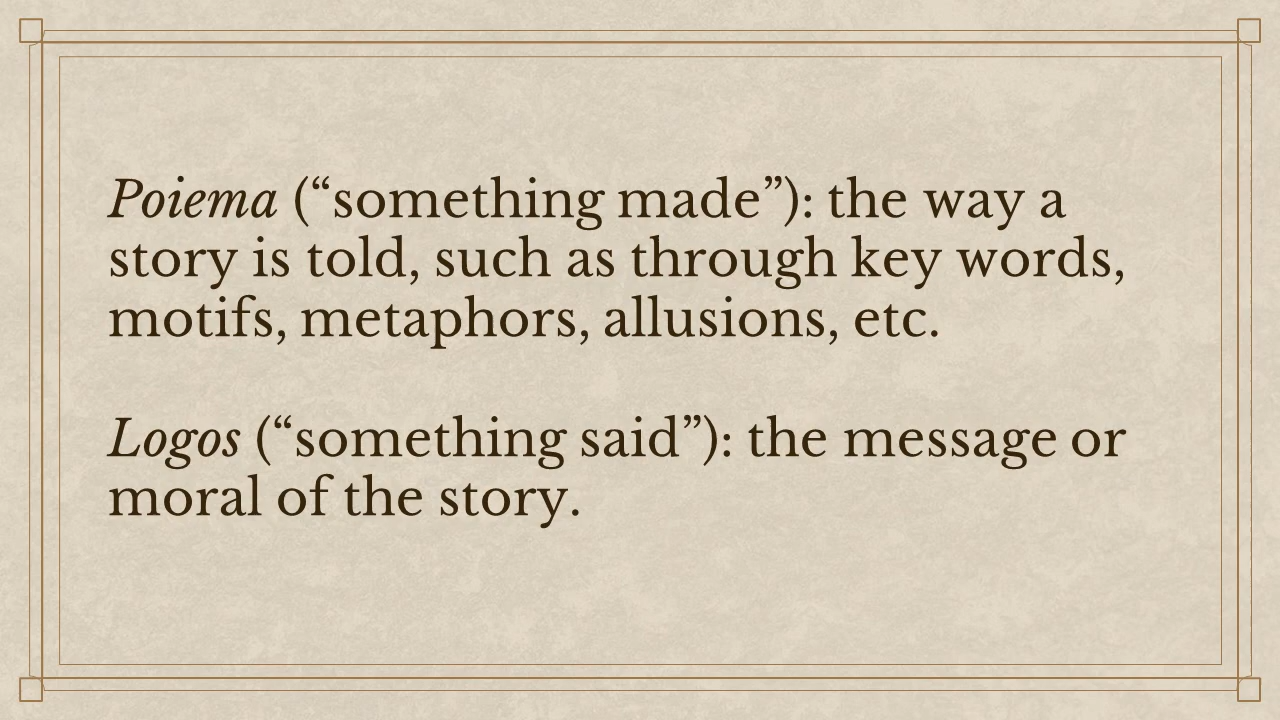 Poiema (“something made”): the way a
story is told, such as through key words,
motifs, metaphors, allusions, etc.
Logos (“something said”): the message or
moral of the story.